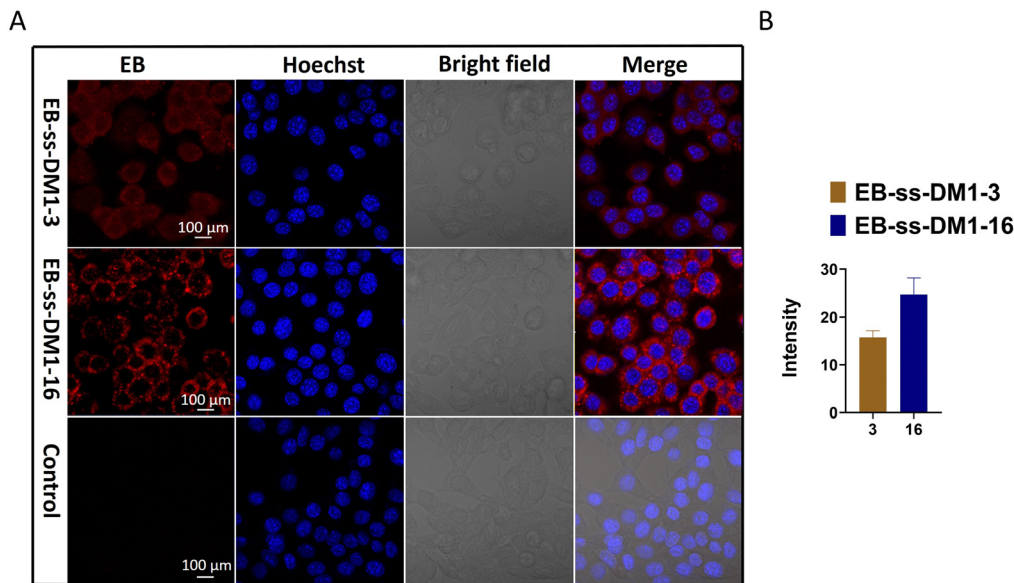 A
B
EB
Hoechst
Bright field
Merge
EB-ss-DM1-3
100 μm
EB-ss-DM1-16
100 μm
Control
100 μm
EB-ss-DM1-3
EB-ss-DM1-16
Intensity
30
20
10
0
3
16